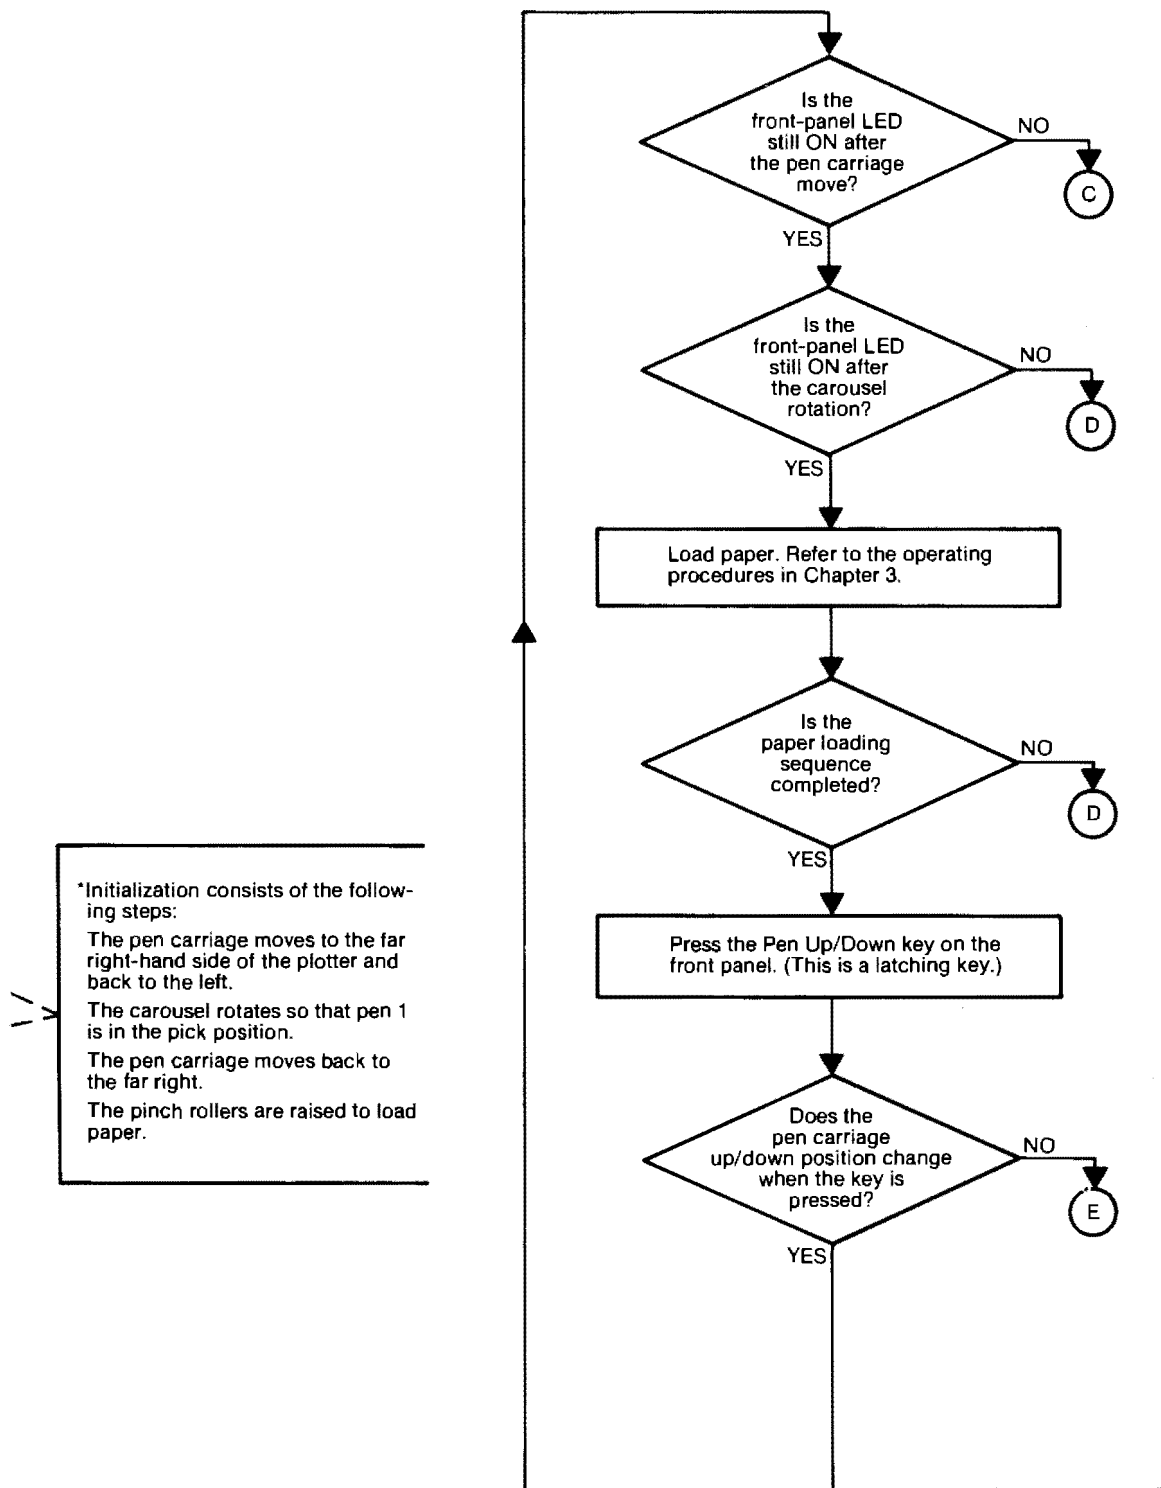 Is the
front-panel LED
still ON after
the pen carriage
move?
NO
C
YES
Is the
front-panel LED
still ON after
the carousel
rotation?
NO
D
YES
Load paper. Refer to the operating
procedures in Chapter 3.
Is the
paper loading
sequence
completed?
NO
D
YES
*Initialization consists of the follow-
ing steps:
The pen carriage moves to the far
right-hand side of the plotter and
back to the left.
The carousel rotates so that pen 1
is in the pick position.
The pen carriage moves back to
the far right.
The pinch rollers are raised to load
paper.
Press the Pen Up/Down key on the
front panel. (This is a latching key.)
Does the
pen carriage
up/down position change
when the key is
pressed?
NO
E
YES